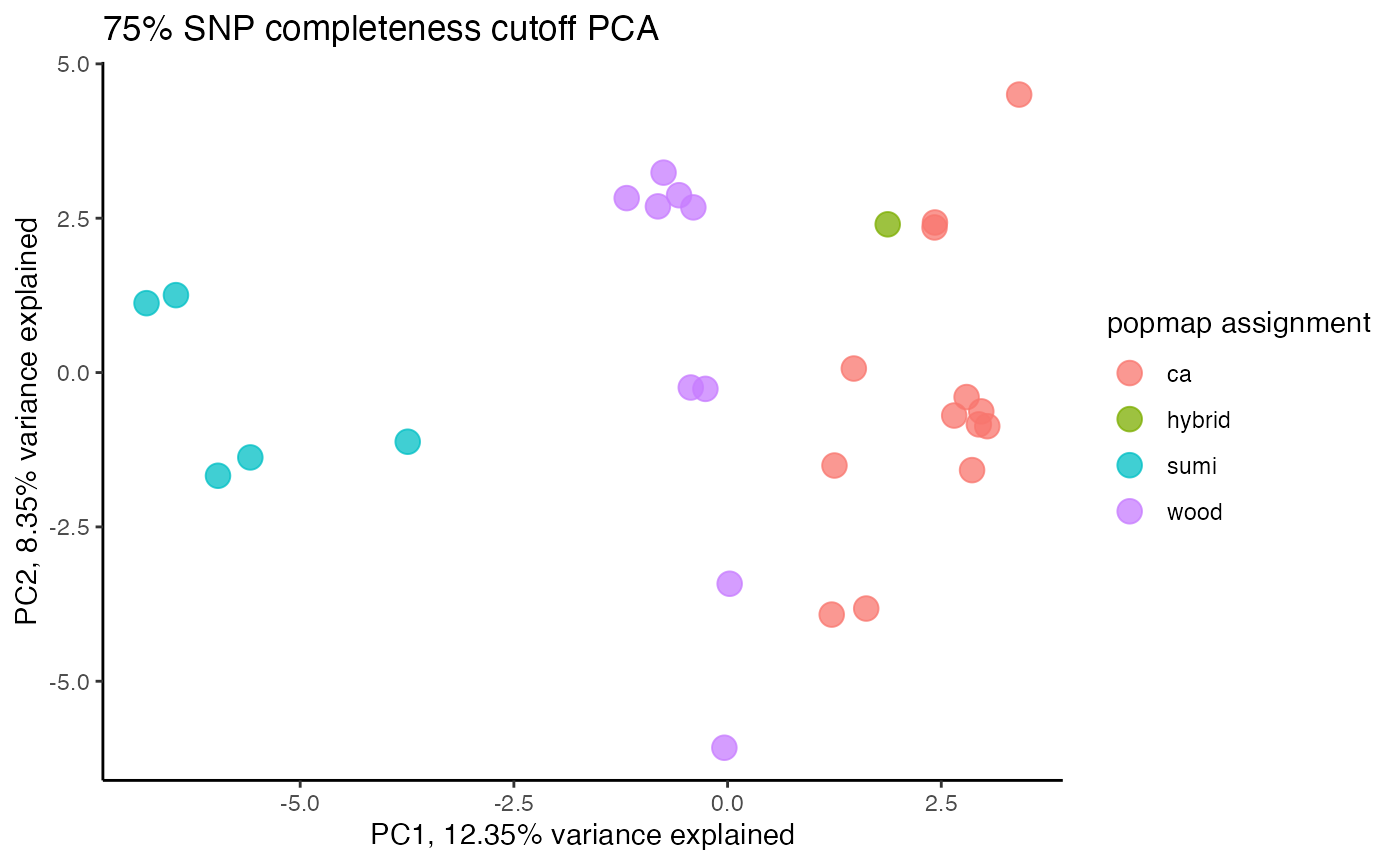 75% SNP completeness cutoff PCA
PC2, 8.35% variance explained
5.0
2.5
0.0
-2.5
-5.0
-5.0
-2.5
0.0
2.5
PC1, 12.35% variance explained
popmap assignment
ca
hybrid
sumi
wood